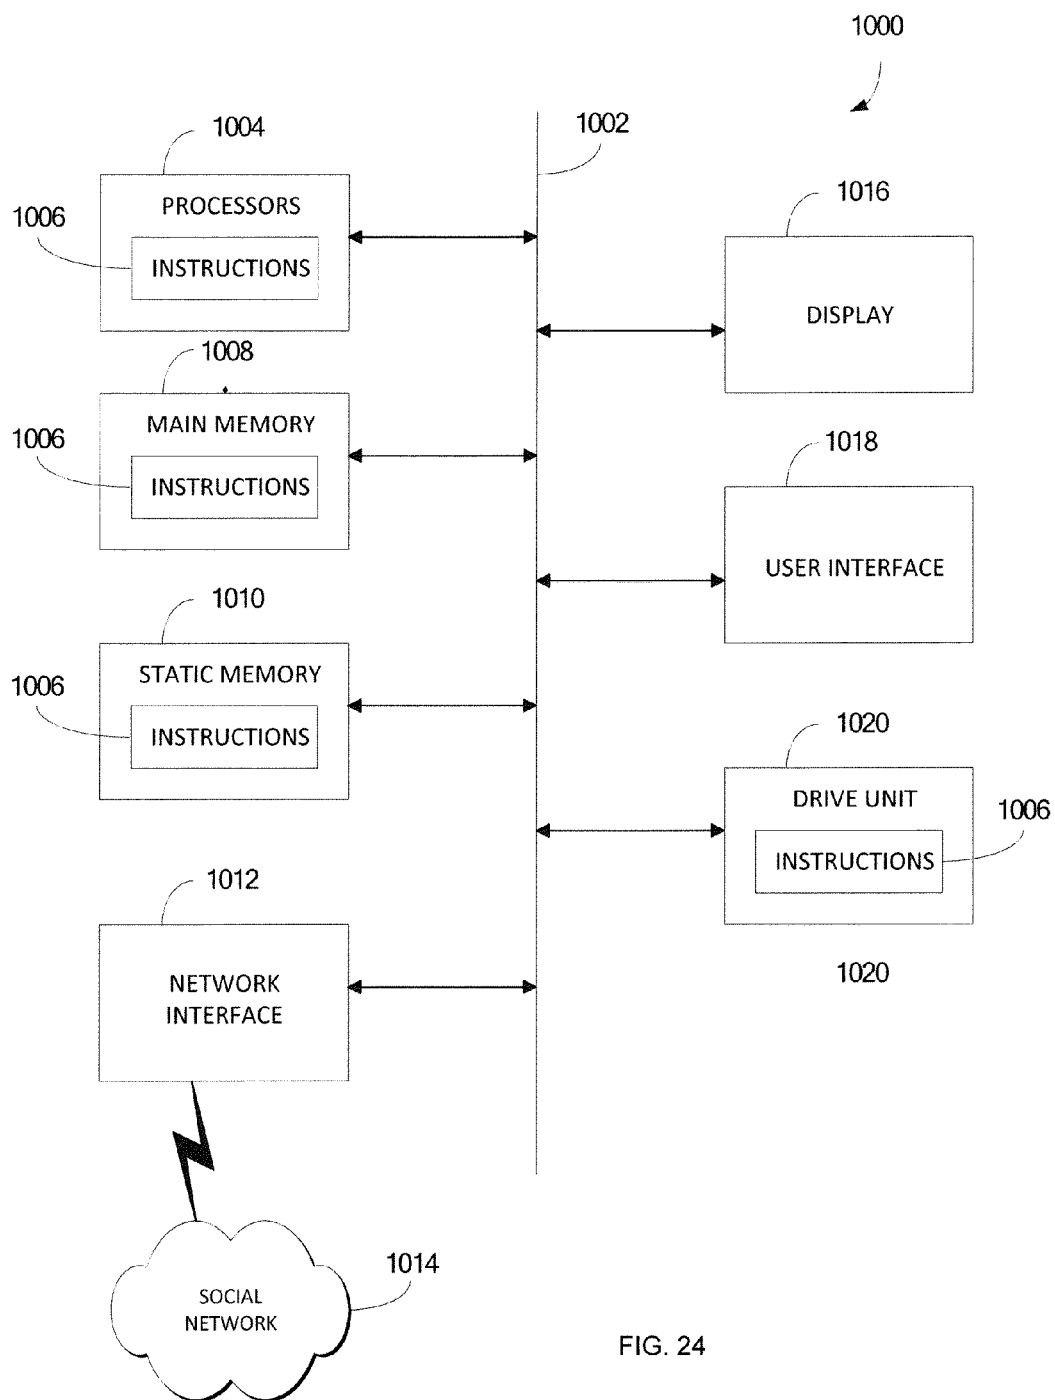 1000
1002
1004
PROCESSORS
1006
INSTRUCTIONS
1008
MAIN MEMORY
1006
INSTRUCTIONS
1010
STATIC MEMORY
1006
INSTRUCTIONS
1012
NETWORK
INTERFACE
SOCIAL
NETWORK
1014
1016
DISPLAY
1018
USER INTERFACE
1020
DRIVE UNIT
1006
INSTRUCTIONS
1020
FIG. 24